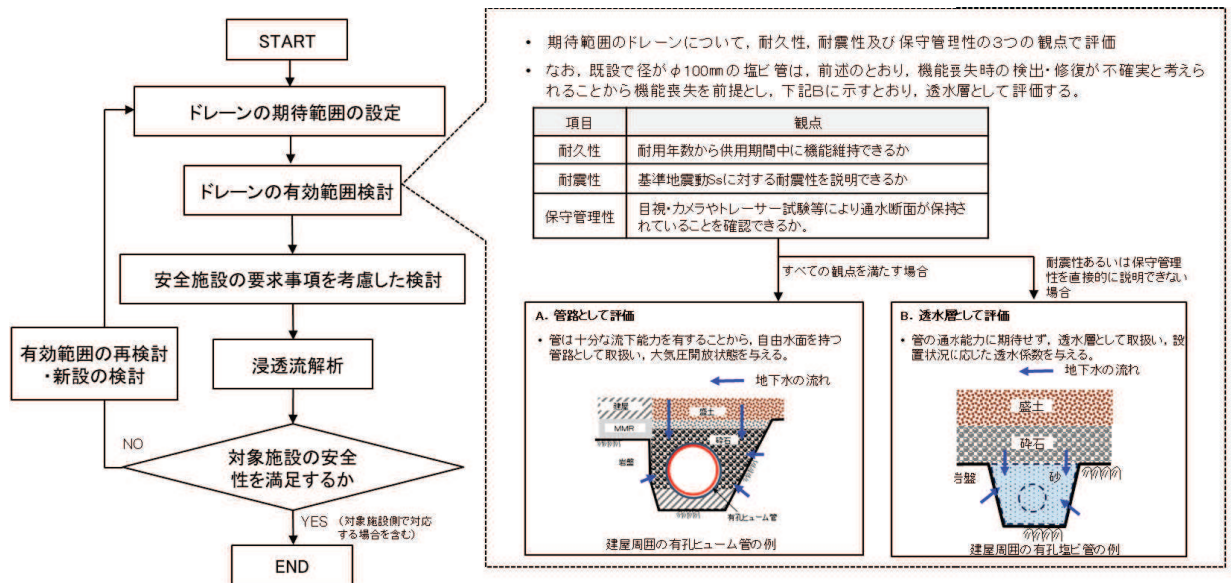 START
ドレーンの期待範囲の設定
ドレーンの有効範囲検討
安全施設の要求事項を考慮した検討
有効範囲の再検討
・新設の検討
浸透流解析
NO
対象施設の安全
性を満足するか
YES (対象施設側で対応
する場合を含む)
END
• 期待範囲のドレーンについて，耐久性，耐震性及び保守管理性の3つの観点で評価
• なお，既設で径がφ100mmの塩ビ管は，前述のとおり，機能喪失時の検出・修復が不確実と考えら
れることから機能喪失を前提とし，下記Bに示すとおり，透水層として評価する。
項目 観点
耐久性 耐用年数から供用期間中に機能維持できるか
耐震性 基準地震動Ssに対する耐震性を説明できるか
保守管理性 目視・カメラやトレーサー試験等により通水断面が保持さ
れていることを確認できるか。
すべての観点を満たす場合
耐震性あるいは保守管理
性を直接的に説明できない
場合
A. 管路として評価
• 管は十分な流下能力を有することから，自由水面を持つ
管路として取扱い，大気圧開放状態を与える。
地下水の流れ
建屋
盛土
MMR
砕石
岩盤
有孔ヒューム管
建屋周囲の有孔ヒューム管の例
B. 透水層として評価
• 管の通水能力に期待せず，透水層として取扱い，設
置状況に応じた透水係数を与える。
地下水の流れ
盛土
砕石
岩盤
砂
建屋周囲の有孔塩ビ管の例